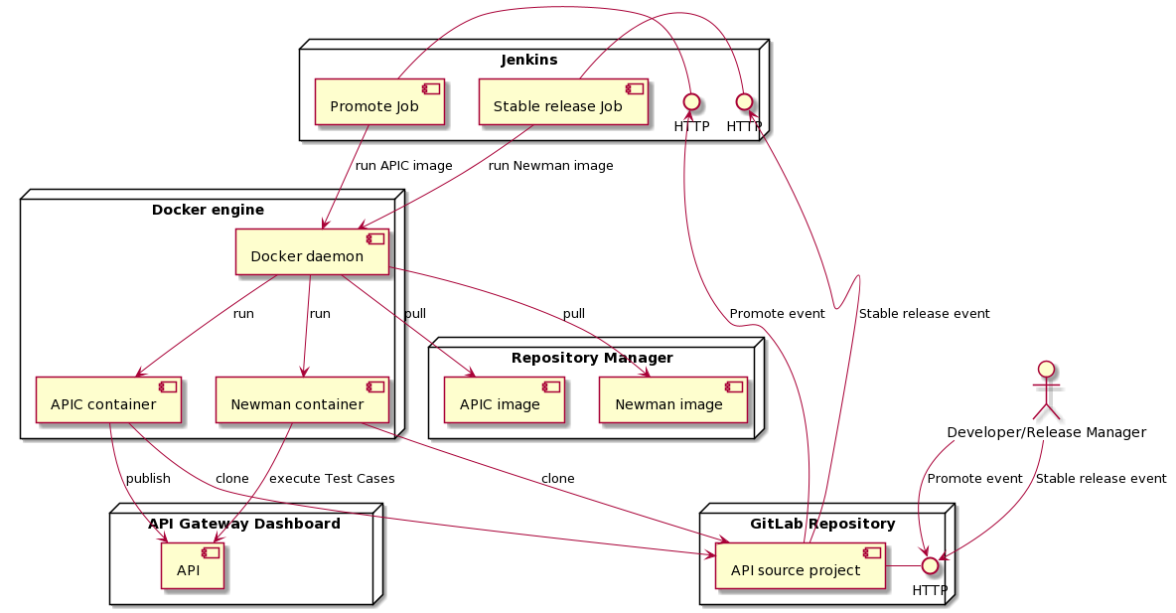 Jenkins
Promote Job
Stable release Job
HTTP
HTTP
run APIC image
run Newman image
Docker engine
Docker daemon
run
run
pull
pull
Promote event
Stable release event
Repository Manager
APIC container
Newman container
APIC image
Newman image
Developer/Release Manager
publish
clone
execute Test Cases
clone
Promote event
Stable release event
API Gateway Dashboard
GitLab Repository
API
API source project
HTTP